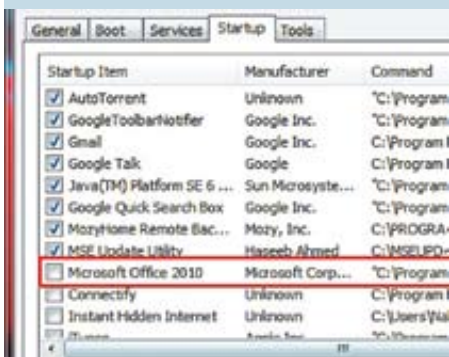 General Boot Services Startup Tools
Startup Item Manufacturer Command
AutoTorrent Unknown "C:\Program
GoogleToolbarNotifier Google Inc. "C:\Program
Gmail Google Inc. C:\Program
Google Talk Google C:\Program
Java(TM) Platform SE 6 ... Sun Microsyste... "C:\Program
Google Quick Search Box Google Inc. "C:\Program
MozyHome Remote Bac... Mozy, Inc. C:\PROGRA~
MSE Update Utility Haseeb Ahmed C:\MSEUPD~
Microsoft Office 2010 Microsoft Corp... "C:\Program
Connectify Unknown C:\Program
Instant Hidden Internet Unknown C:\Users\